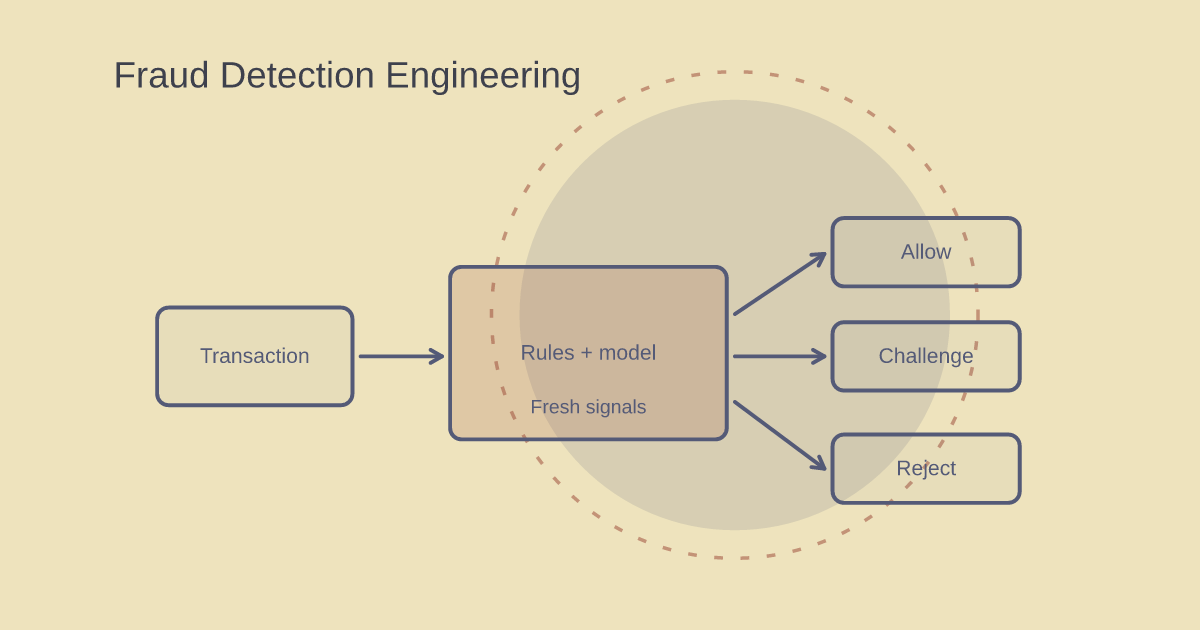 Fraud Detection Engineering
Transaction
Rules + model
Fresh signals
Allow
Challenge
Reject